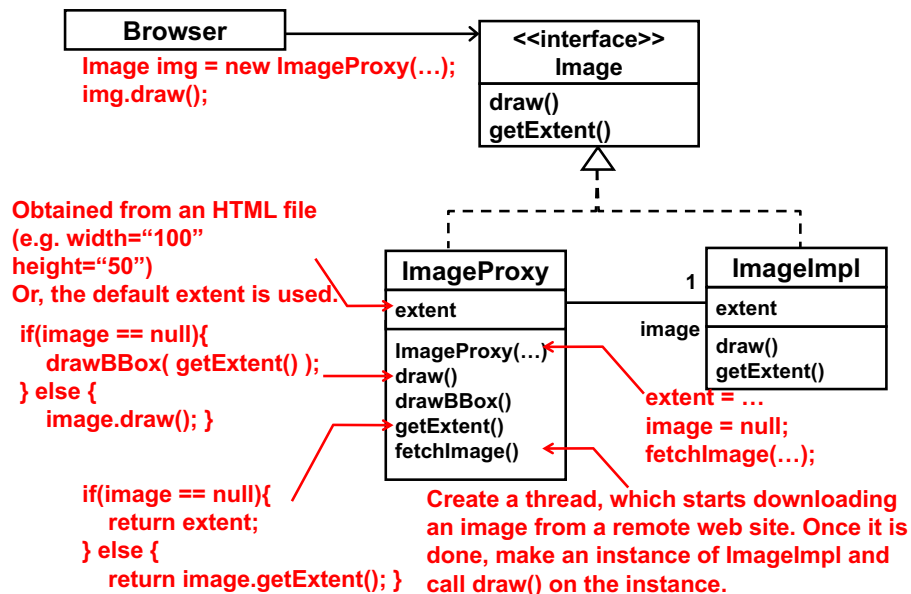 Browser
Image img = new ImageProxy(…);
img.draw();
<<interface>>
Image
draw()
getExtent()
Obtained from an HTML file
(e.g. width=“100”
height=“50”)
Or, the default extent is used.
if(image == null){
drawBBox( getExtent() );
} else {
image.draw(); }
if(image == null){
return extent;
} else {
return image.getExtent(); }
ImageProxy
extent
ImageProxy(…)
draw()
drawBBox()
getExtent()
fetchImage()
1
image
ImageImpl
extent
draw()
getExtent()
extent = …
image = null;
fetchImage(…);
Create a thread, which starts downloading
an image from a remote web site. Once it is
done, make an instance of ImageImpl and
call draw() on the instance.